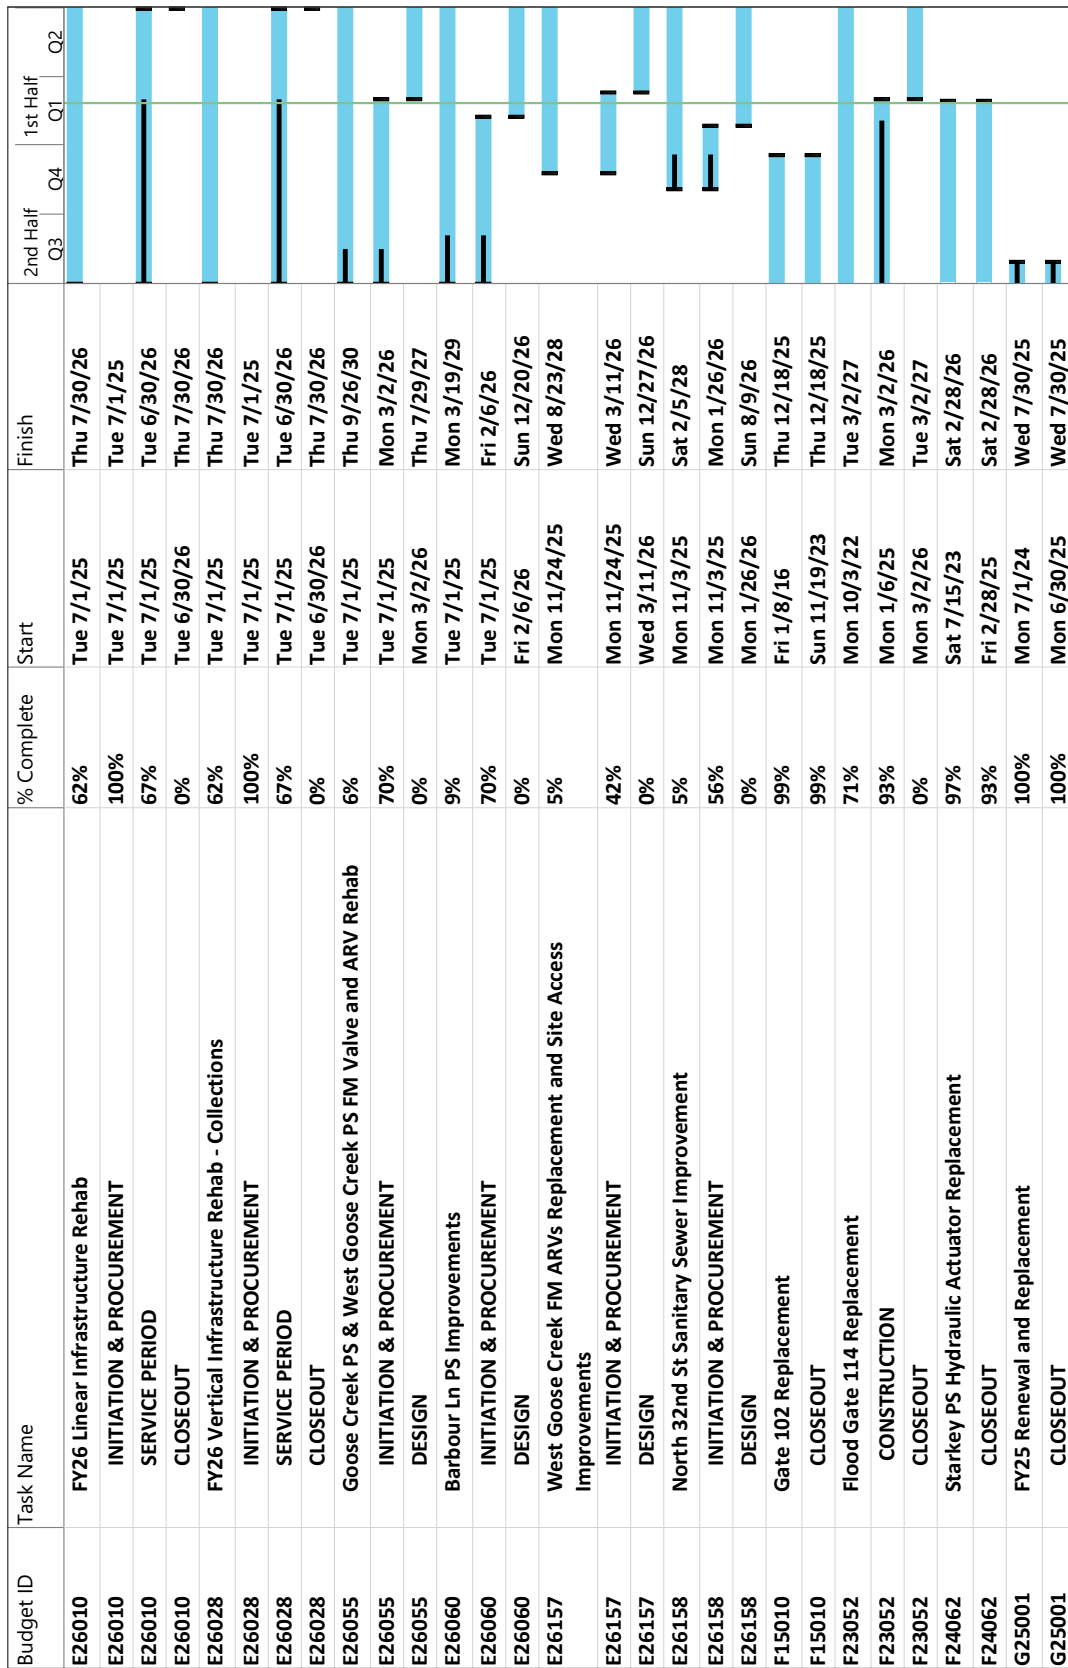 Budget ID Task Name % Complete Start Finish 2nd Half 1st Half
Q3 Q4 Q1 Q2
E26010 FY26 Linear Infrastructure Rehab 62% Tue 7/1/25 Thu 7/30/26
E26010 INITIATION & PROCUREMENT 100% Tue 7/1/25 Tue 7/1/25
E26010 SERVICE PERIOD 67% Tue 7/1/25 Tue 6/30/26
E26010 CLOSEOUT 0% Tue 6/30/26 Thu 7/30/26
E26028 FY26 Vertical Infrastructure Rehab - Collections 62% Tue 7/1/25 Thu 7/30/26
E26028 INITIATION & PROCUREMENT 100% Tue 7/1/25 Tue 7/1/25
E26028 SERVICE PERIOD 67% Tue 7/1/25 Tue 6/30/26
E26028 CLOSEOUT 0% Tue 6/30/26 Thu 7/30/26
E26055 Goose Creek PS & West Goose Creek PS FM Valve and ARV Rehab 6% Tue 7/1/25 Thu 9/26/30
E26055 INITIATION & PROCUREMENT 70% Tue 7/1/25 Mon 3/2/26
E26055 DESIGN 0% Mon 3/2/26 Thu 7/29/27
E26060 Barbour Ln PS Improvements 9% Tue 7/1/25 Mon 3/19/29
E26060 INITIATION & PROCUREMENT 70% Tue 7/1/25 Fri 2/6/26
E26060 DESIGN 0% Fri 2/6/26 Sun 12/20/26
E26157 West Goose Creek FM ARVs Replacement and Site Access 5% Mon 11/24/25 Wed 8/23/28
Improvements
E26157 INITIATION & PROCUREMENT 42% Mon 11/24/25 Wed 3/11/26
E26157 DESIGN 0% Wed 3/11/26 Sun 12/27/26
E26158 North 32nd St Sanitary Sewer Improvement 5% Mon 11/3/25 Sat 2/5/28
E26158 INITIATION & PROCUREMENT 56% Mon 11/3/25 Mon 1/26/26
E26158 DESIGN 0% Mon 1/26/26 Sun 8/9/26
F15010 Gate 102 Replacement 99% Fri 1/8/16 Thu 12/18/25
F15010 CLOSEOUT 99% Sun 11/19/23 Thu 12/18/25
F23052 Flood Gate 114 Replacement 71% Mon 10/3/22 Tue 3/2/27
F23052 CONSTRUCTION 93% Mon 1/6/25 Mon 3/2/26
F23052 CLOSEOUT 0% Mon 3/2/26 Tue 3/2/27
F24062 Starkey PS Hydraulic Actuator Replacement 97% Sat 7/15/23 Sat 2/28/26
F24062 CLOSEOUT 93% Fri 2/28/25 Sat 2/28/26
G25001 FY25 Renewal and Replacement 100% Mon 7/1/24 Wed 7/30/25
G25001 CLOSEOUT 100% Mon 6/30/25 Wed 7/30/25